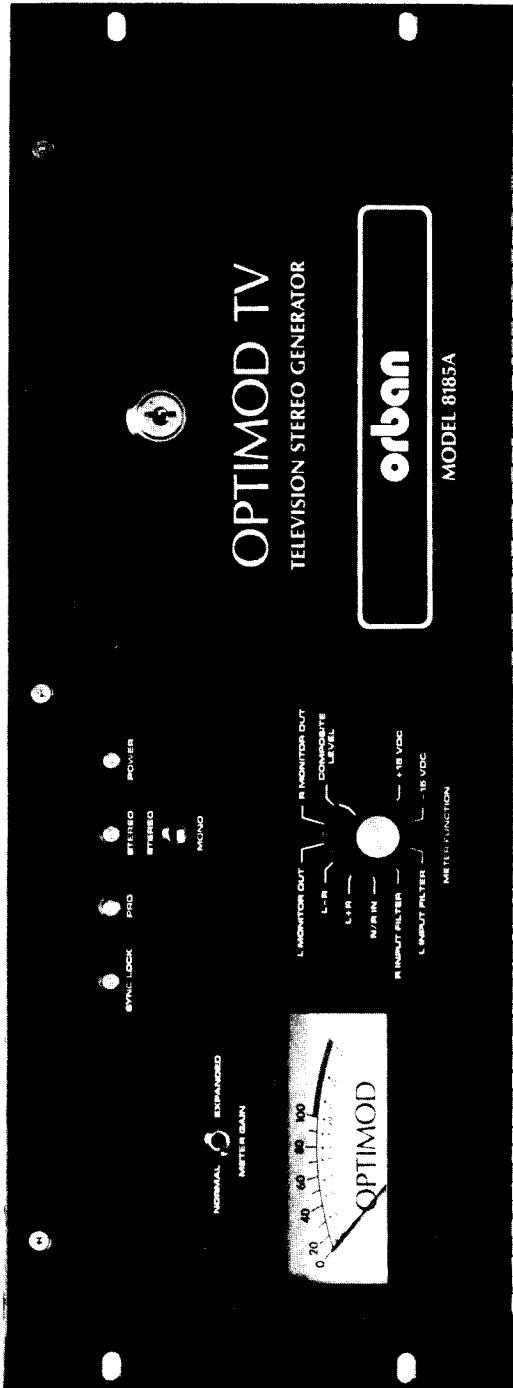 SYNC LOCK
PRO
STEREO
POWER
STEREO
MONO
NORMAL
EXPANDED
METER GAIN
0 20 40 60 80 100
OPTIMOD
L MONITOR OUT
R MONITOR OUT
L-R
COMPOSITE
LEVEL
L+R
N/R IN
R INPUT FILTER
+15 VDC
L INPUT FILTER
-15 VDC
METER FUNCTION
OPTIMOD TV
TELEVISION STEREO GENERATOR
orban
MODEL 8185A